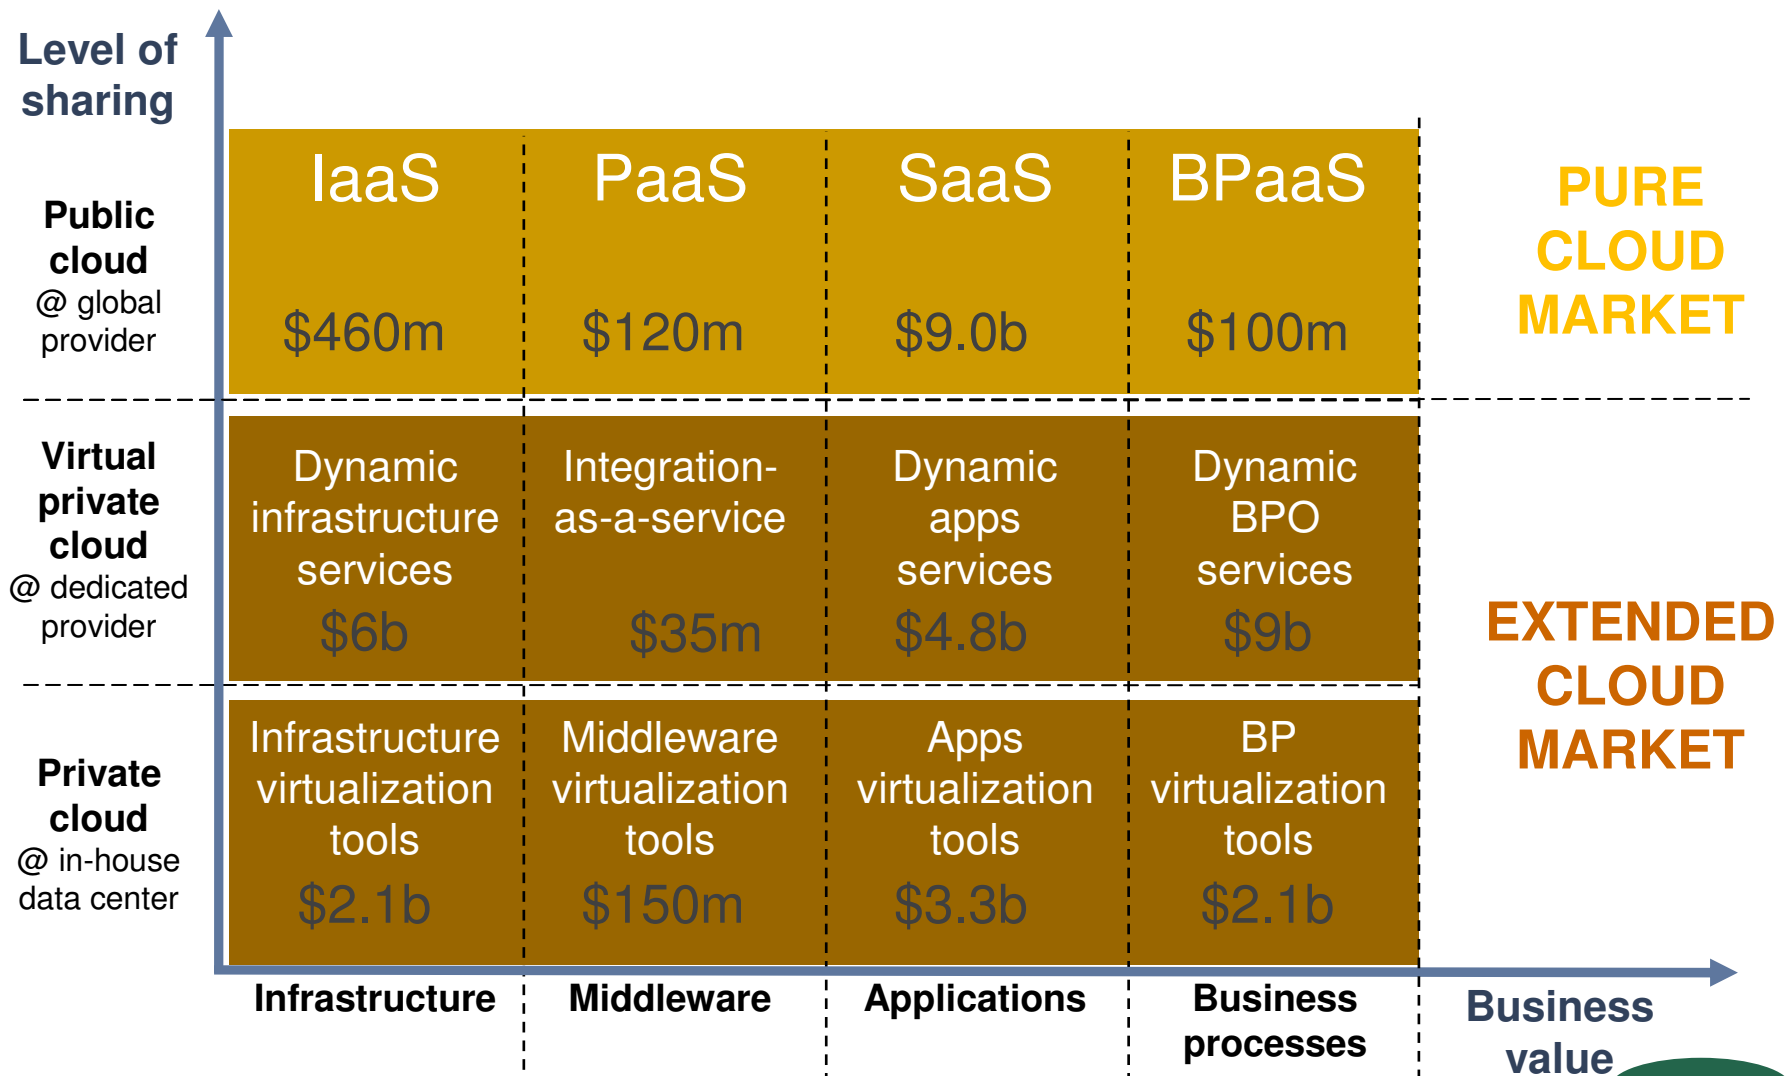 Level of
sharing
IaaS
PaaS
SaaS
BPaaS
PURE
CLOUD
MARKET
Public
cloud
@ global
provider
$460m
$120m
$9.0b
$100m
Virtual
private
cloud
@ dedicated
provider
Dynamic
infrastructure
services
$6b
Integration-
as-a-service
$35m
Dynamic
apps
services
$4.8b
Dynamic
BPO
services
$9b
EXTENDED
CLOUD
MARKET
Private
cloud
@ in-house
data center
Infrastructure
virtualization
tools
$2.1b
Middleware
virtualization
tools
$150m
Apps
virtualization
tools
$3.3b
BP
virtualization
tools
$2.1b
Infrastructure
Middleware
Applications
Business
processes
Business
value